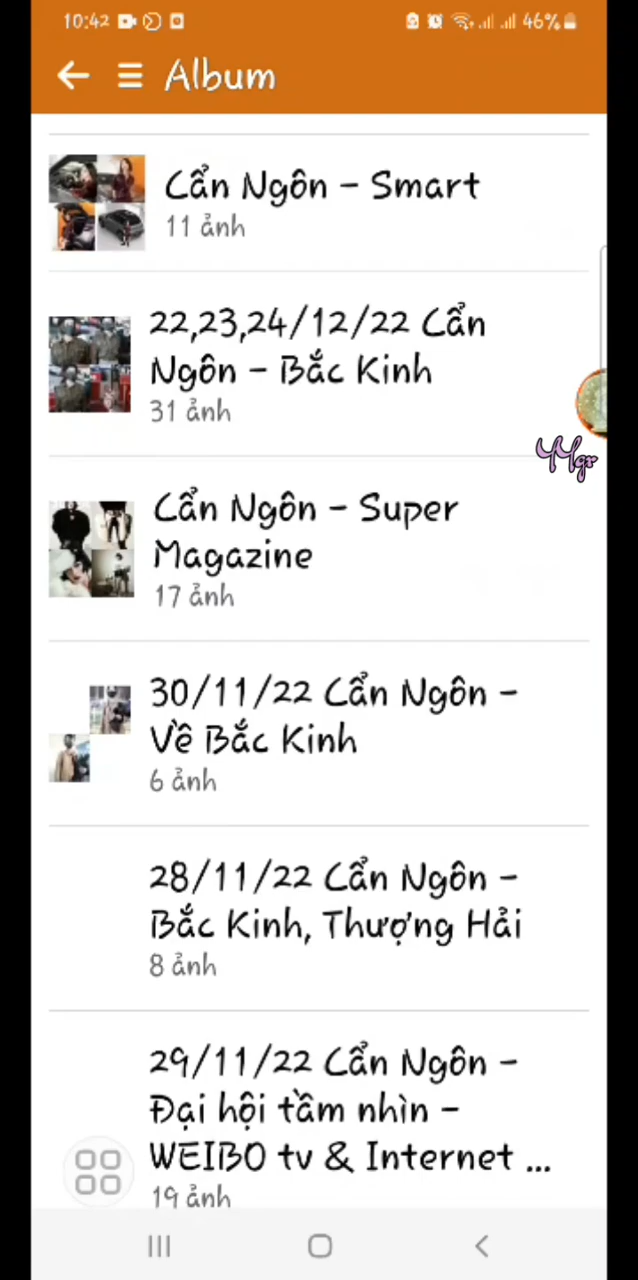 10:42
46%
Album
Cẩn Ngôn - Smart
11 ảnh
22,23,24/12/22 Cẩn
Ngôn - Bắc Kinh
31 ảnh
YYgr
Cẩn Ngôn - Super
Magazine
17 ảnh
30/11/22 Cẩn Ngôn -
Về Bắc Kinh
6 ảnh
28/11/22 Cẩn Ngôn -
Bắc Kinh, Thượng Hải
8 ảnh
29/11/22 Cẩn Ngôn -
Đại hội tầm nhìn -
WEIBO tv & Internet ...
19 ảnh